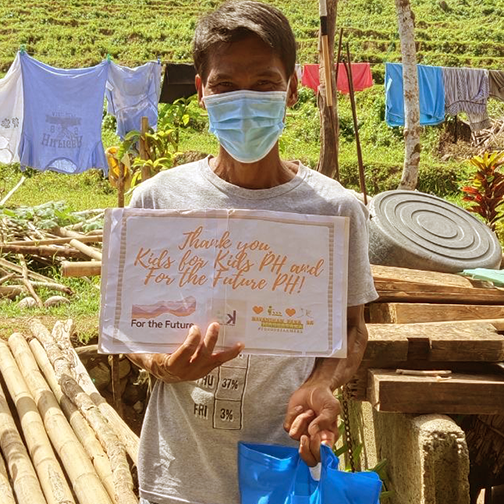 Thank you
Kids for Kids PH and
For the Future PH!
For the Future
K
THU 37%
FRI 3%